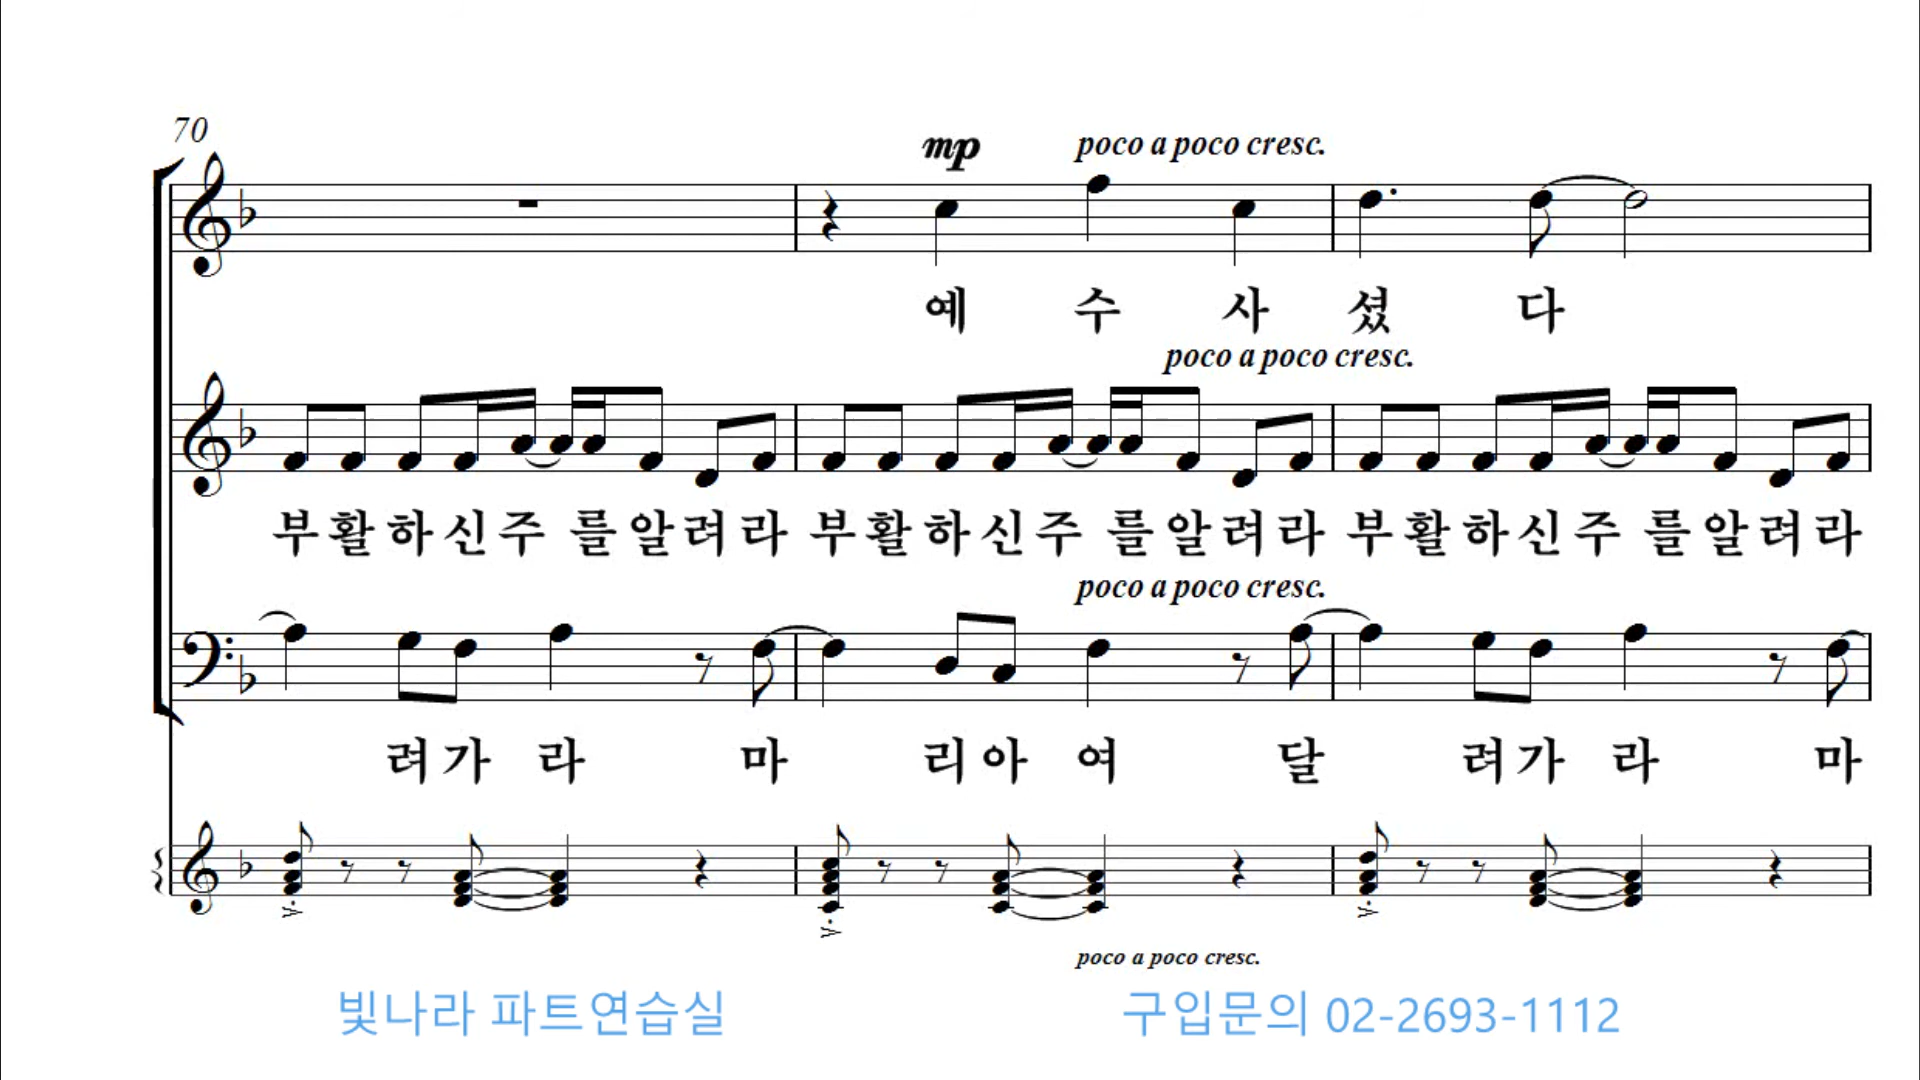 70
mp poco a poco cresc.
예 수 사 셨 다
poco a poco cresc.
부 활 하 신 주 를 알 려 라 부 활 하 신 주 를 알 려 라 부 활 하 신 주 를 알 려 라
poco a poco cresc.
려 가 라 마 리 아 여 달 려 가 라 마
poco a poco cresc.
빛나라 파트연습실 구입문의 02-2693-1112